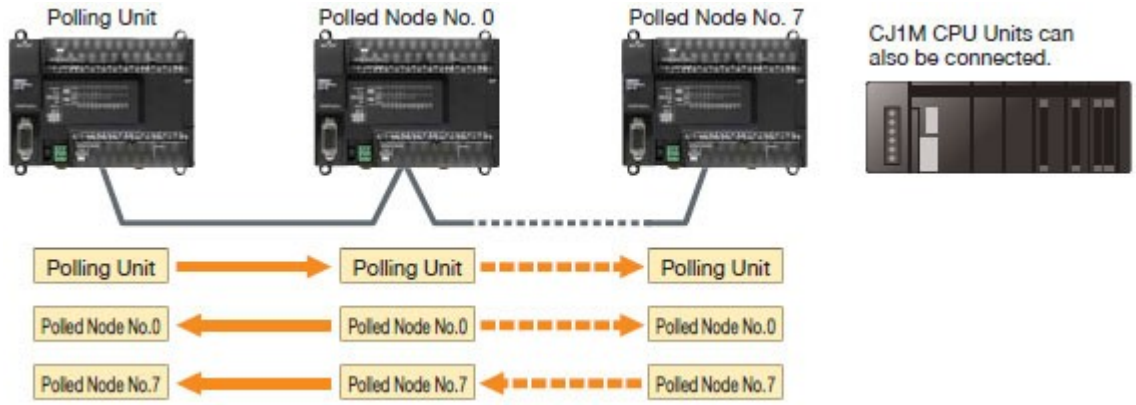 Polling Unit
Polled Node No. 0
Polled Node No. 7
CJ1M CPU Units can
also be connected.
Polling Unit
Polling Unit
Polling Unit
Polled Node No.0
Polled Node No.0
Polled Node No.0
Polled Node No.7
Polled Node No.7
Polled Node No.7